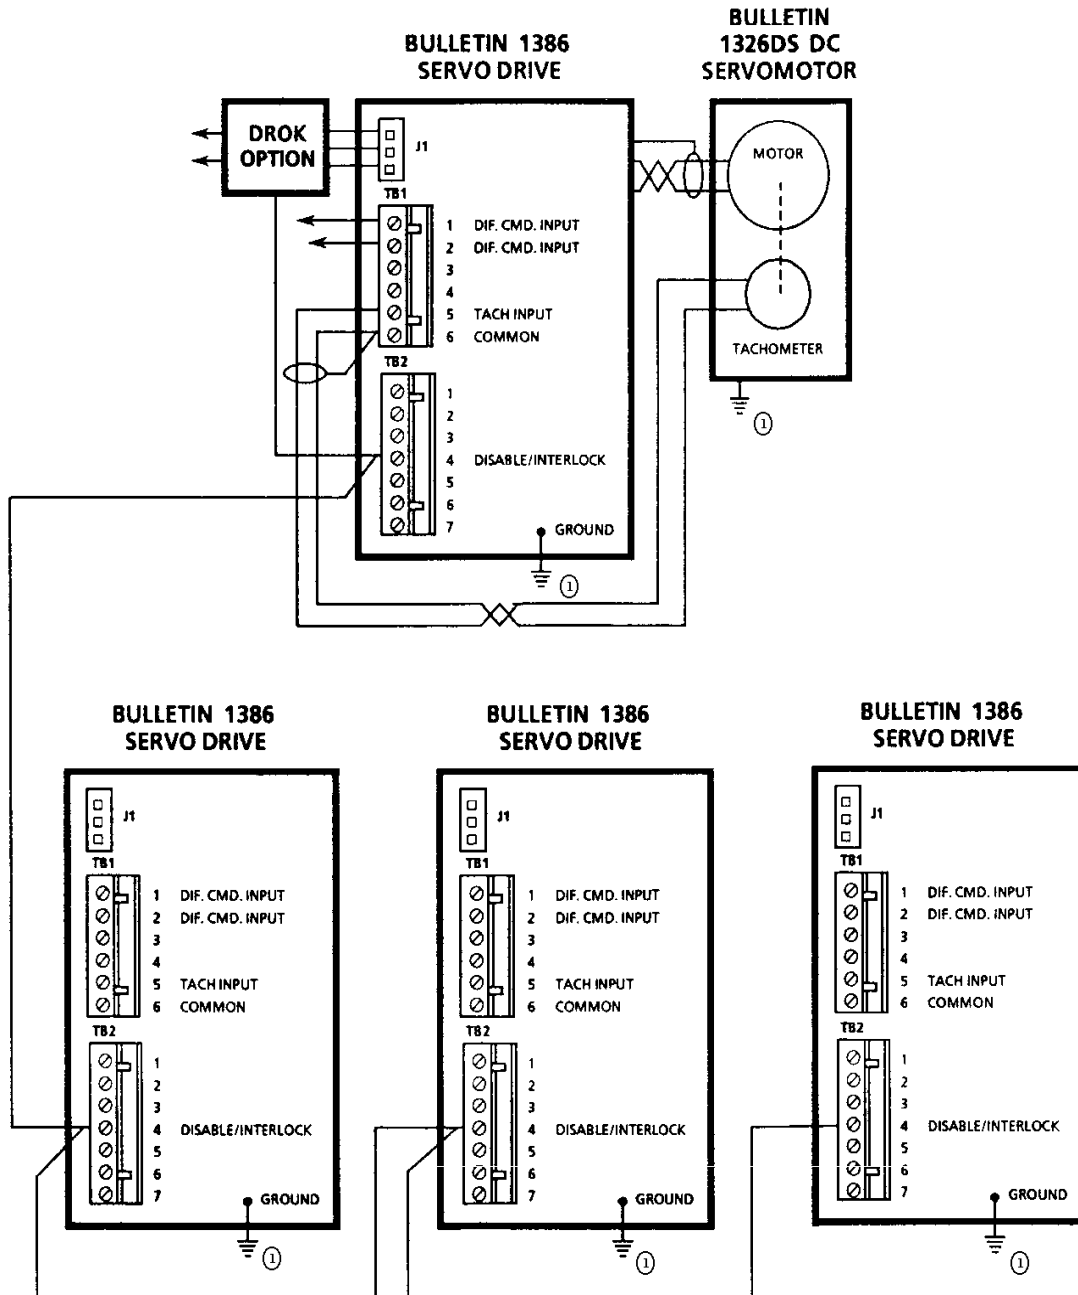 BULLETIN 1386
SERVO DRIVE
BULLETIN
1326DS DC
SERVOMOTOR
DROK
OPTION
J1
TB1
1 DIF. CMD. INPUT
2 DIF. CMD. INPUT
3
4
5 TACH INPUT
6 COMMON
TB2
1
2
3
4 DISABLE/INTERLOCK
5
6
7
GROUND
1
MOTOR
TACHOMETER
1
BULLETIN 1386
SERVO DRIVE
J1
TB1
1 DIF. CMD. INPUT
2 DIF. CMD. INPUT
3
4
5 TACH INPUT
6 COMMON
TB2
1
2
3
4 DISABLE/INTERLOCK
5
6
7
GROUND
1
BULLETIN 1386
SERVO DRIVE
J1
TB1
1 DIF. CMD. INPUT
2 DIF. CMD. INPUT
3
4
5 TACH INPUT
6 COMMON
TB2
1
2
3
4 DISABLE/INTERLOCK
5
6
7
GROUND
1
BULLETIN 1386
SERVO DRIVE
J1
TB1
1 DIF. CMD. INPUT
2 DIF. CMD. INPUT
3
4
5 TACH INPUT
6 COMMON
TB2
1
2
3
4 DISABLE/INTERLOCK
5
6
7
GROUND
1